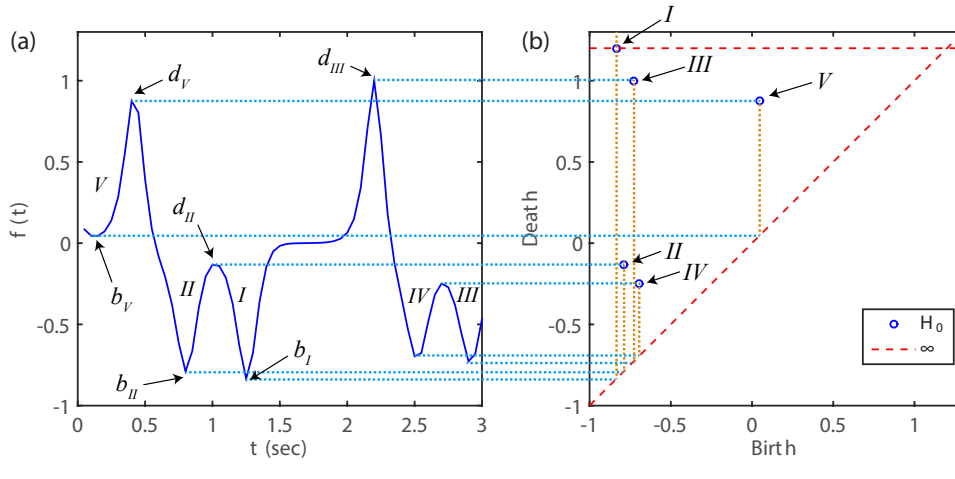 (a)
d_V
d_III
V
d_II
II
I
IV
III
b_V
b_II
b_I
1
0.5
0
-0.5
-1
f (t)
0 0.5 1 1.5 2 2.5 3
t (sec)
(b)
I
III
V
II
IV
1
0.5
0
-0.5
-1
Death
-1 -0.5 0 0.5 1
Birth
H_0
∞